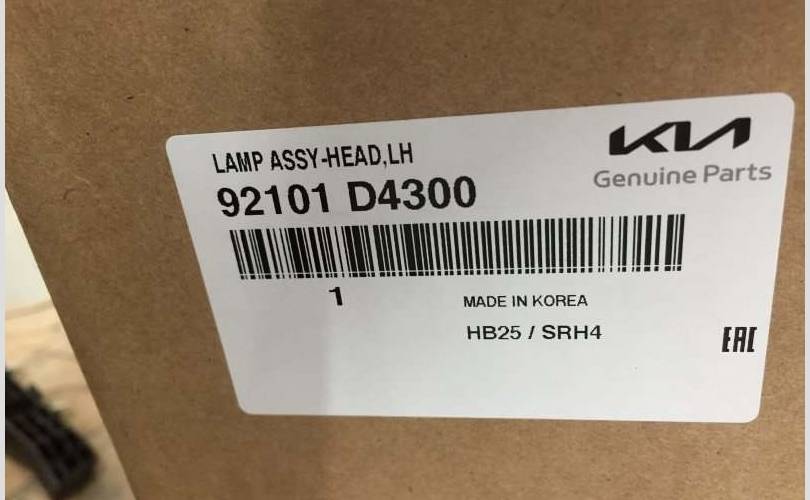 LAMP ASSY-HEAD,LH
92101 D4300
KIA
Genuine Parts
1
MADE IN KOREA
HB25 / SRH4
EAC